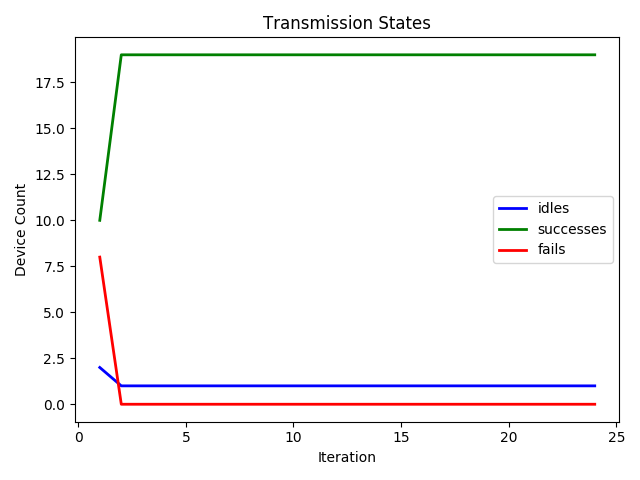 Transmission States
Device Count
17.5
15.0
12.5
10.0
7.5
5.0
2.5
0.0
idles
successes
fails
0 5 10 15 20 25
Iteration